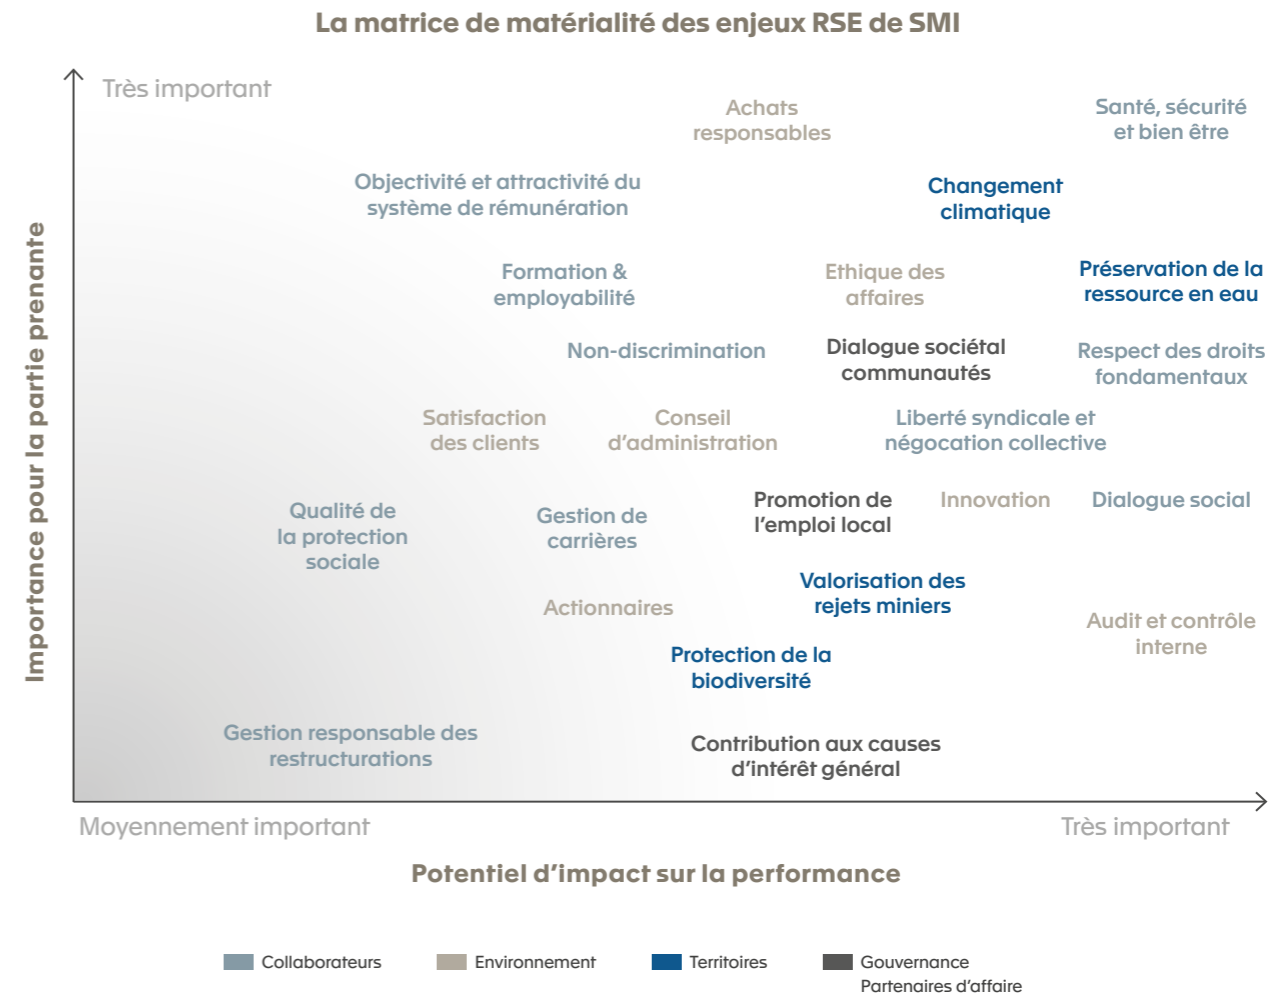 La matrice de matérialité des enjeux RSE de SMI
Très important
Importance pour la partie prenante
Achats
responsables
Santé, sécurité
et bien être
Objectivité et attractivité du
système de rémunération
Changement
climatique
Formation &
employabilité
Ethique des
affaires
Préservation de la
ressource en eau
Non-discrimination
Dialogue sociétal
communautés
Respect des droits
fondamentaux
Satisfaction
des clients
Conseil
d'administration
Liberté syndicale et
négocation collective
Qualité de
la protection
sociale
Gestion de
carrières
Promotion de
l'emploi local
Innovation
Dialogue social
Valorisation des
rejets miniers
Actionnaires
Audit et contrôle
interne
Protection de la
biodiversité
Gestion responsable des
restructurations
Contribution aux causes
d'intérêt général
Moyennement important
Très important
Potentiel d'impact sur la performance
Collaborateurs
Environnement
Territoires
Gouvernance
Partenaires d'affaire